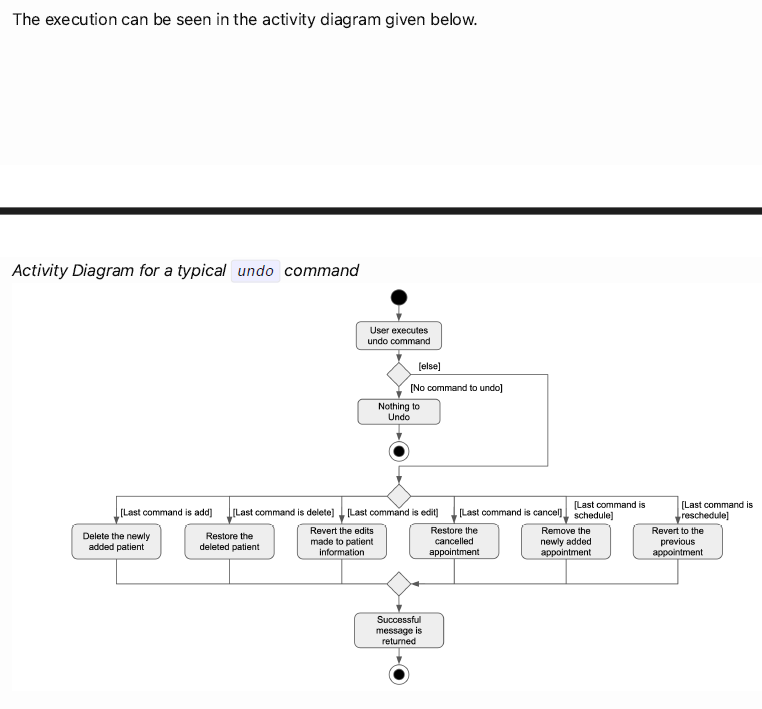 The execution can be seen in the activity diagram given below.
Activity Diagram for a typical undo command
User executes
undo command
[else]
[No command to undo]
Nothing to
Undo
[Last command is add]
[Last command is delete]
[Last command is edit]
[Last command is cancel]
[Last command is
schedule]
[Last command is
reschedule]
Delete the newly
added patient
Restore the
deleted patient
Revert the edits
made to patient
information
Restore the
cancelled
appointment
Remove the
newly added
appointment
Revert to the
previous
appointment
Successful
message is
returned